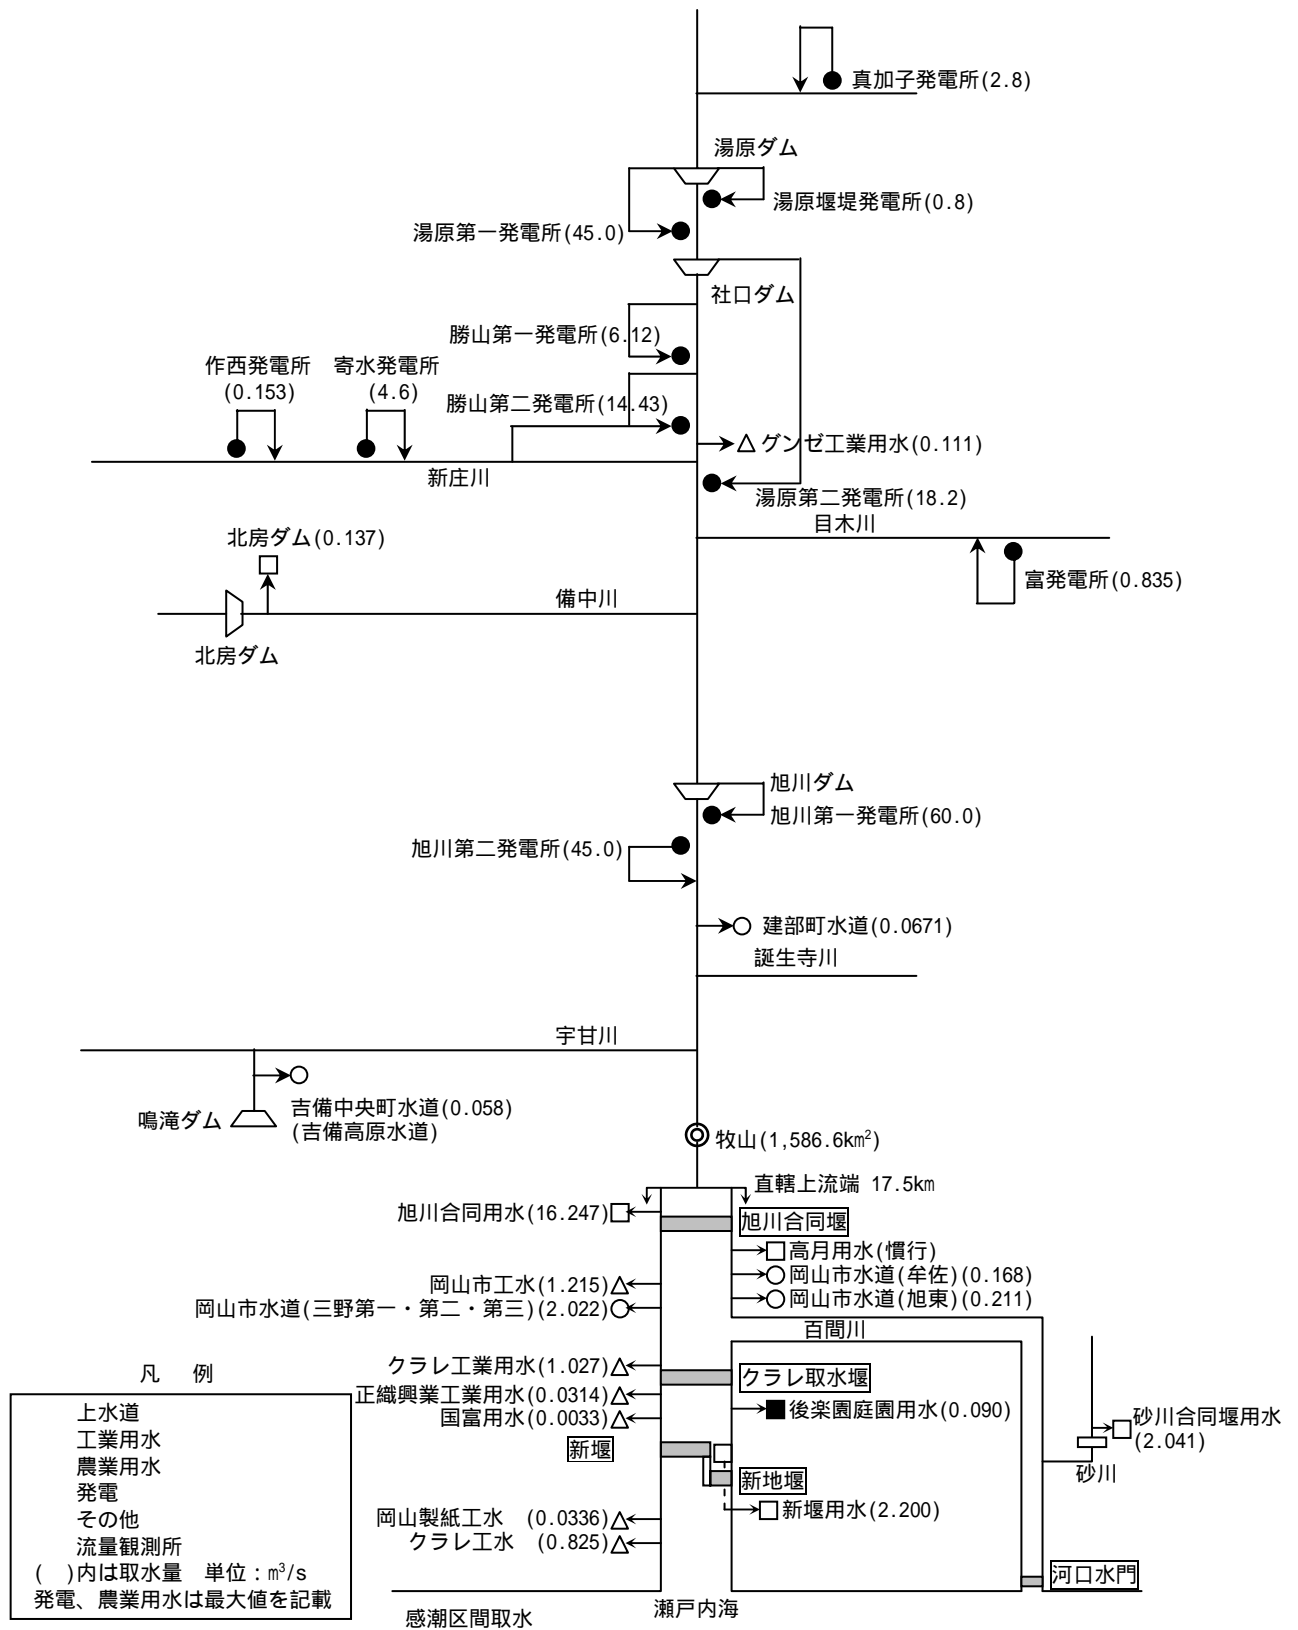 真加子発電所(2.8)
湯原ダム
湯原堰堤発電所(0.8)
湯原第一発電所(45.0)
社口ダム
勝山第一発電所(6.12)
作西発電所
(0.153)
寄水発電所
(4.6)
勝山第二発電所(14.43)
グンゼ工業用水(0.111)
新庄川
湯原第二発電所(18.2)
目木川
北房ダム(0.137)
富発電所(0.835)
備中川
北房ダム
旭川ダム
旭川第一発電所(60.0)
旭川第二発電所(45.0)
建部町水道(0.0671)
誕生寺川
宇甘川
鳴滝ダム
吉備中央町水道(0.058)
(吉備高原水道)
牧山(1,586.6km²)
直轄上流端 17.5km
旭川合同用水(16.247)
旭川合同堰
高月用水(慣行)
岡山市水道(牟佐)(0.168)
岡山市工水(1.215)
岡山市水道(旭東)(0.211)
岡山市水道(三野第一・第二・第三)(2.022)
百間川
クラレ工業用水(1.027)
クラレ取水堰
正織興業工業用水(0.0314)
国富用水(0.0033)
後楽園庭園用水(0.090)
砂川合同堰用水
(2.041)
新堰
砂川
新地堰
新堰用水(2.200)
岡山製紙工水 (0.0336)
クラレ工水 (0.825)
河口水門
瀬戸内海
感潮区間取水
凡 例
上水道
工業用水
農業用水
発電
その他
流量観測所
( )内は取水量 単位：m³/s
発電、農業用水は最大値を記載